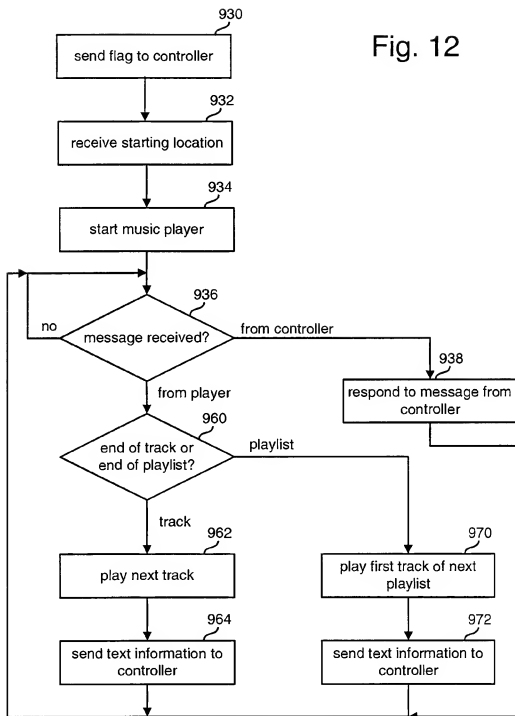 Fig. 12
930
send flag to controller
932
receive starting location
934
start music player
936
no
message received?
from controller
938
respond to message from
controller
from player
960
end of track or
end of playlist?
playlist
track
962
play next track
970
play first track of next
playlist
964
send text information to
controller
972
send text information to
controller